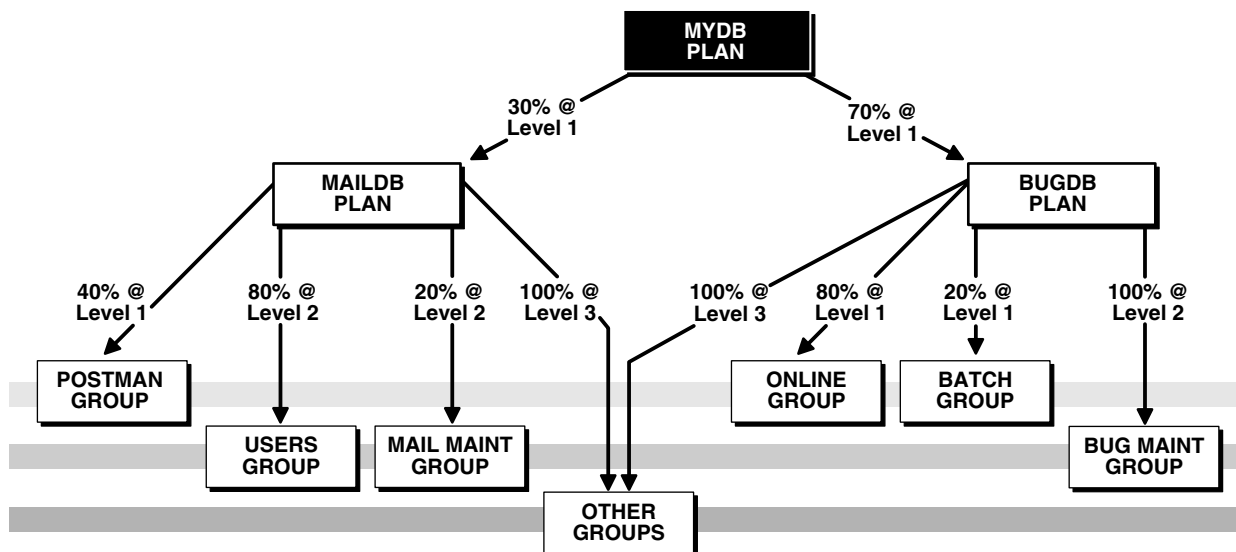 MYDB
PLAN
30% @
Level 1
70% @
Level 1
MAILDB
PLAN
BUGDB
PLAN
40% @
Level 1
80% @
Level 2
20% @
Level 2
100% @
Level 3
100% @
Level 3
80% @
Level 1
20% @
Level 1
100% @
Level 2
POSTMAN
GROUP
ONLINE
GROUP
BATCH
GROUP
USERS
GROUP
MAIL MAINT
GROUP
BUG MAINT
GROUP
OTHER
GROUPS